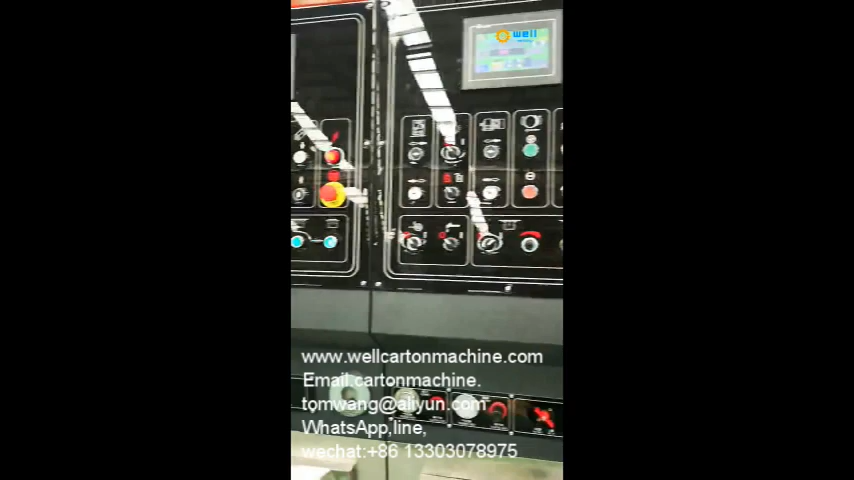 well
www.wellcartonmachine.com
Email:cartonmachine.
tomwang@aliyun.com
WhatsApp,line,
wechat:+86 13303078975